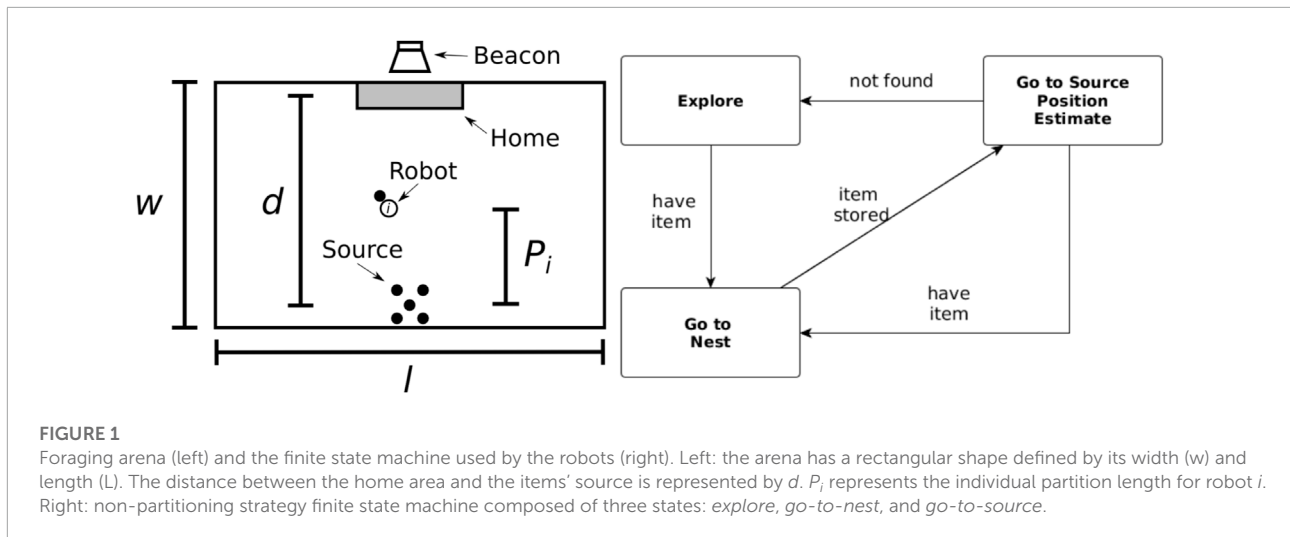 Beacon
Home
Robot
i
w
d
Source
P_i
l
Explore
not found
Go to Source
Position
Estimate
have
item
item
stored
have
item
Go to
Nest
FIGURE 1
Foraging arena (left) and the finite state machine used by the robots (right). Left: the arena has a rectangular shape defined by its width (w) and
length (L). The distance between the home area and the items' source is represented by d. P_i represents the individual partition length for robot i.
Right: non-partitioning strategy finite state machine composed of three states: explore, go-to-nest, and go-to-source.